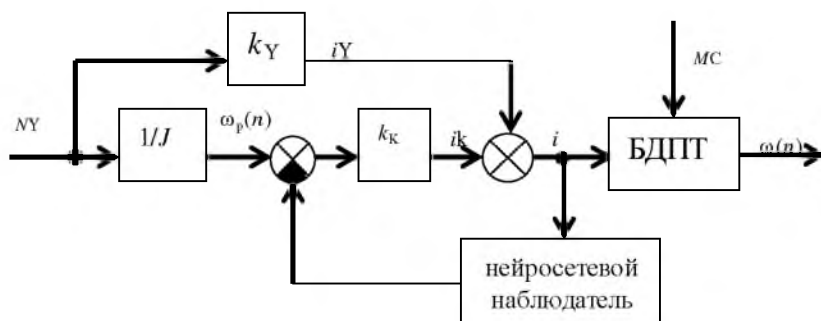 kY
iY
MC
NY
1/J
ωp(n)
kK
ik
i
БДПТ
ω(n)
нейросетевой
наблюдатель